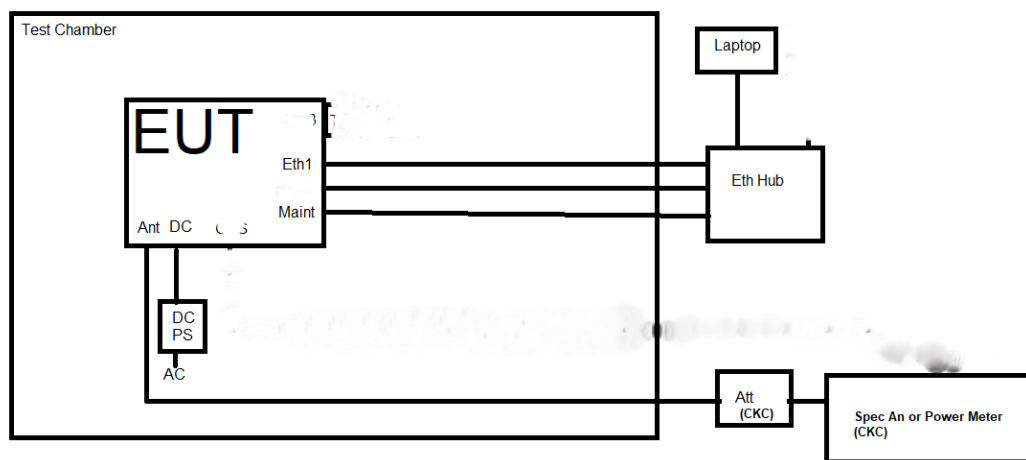 Test Chamber
Laptop
EUT
Eth1
Eth Hub
Maint
Ant DC
DC
PS
AC
Att
(CKC)
Spec An or Power Meter
(CKC)